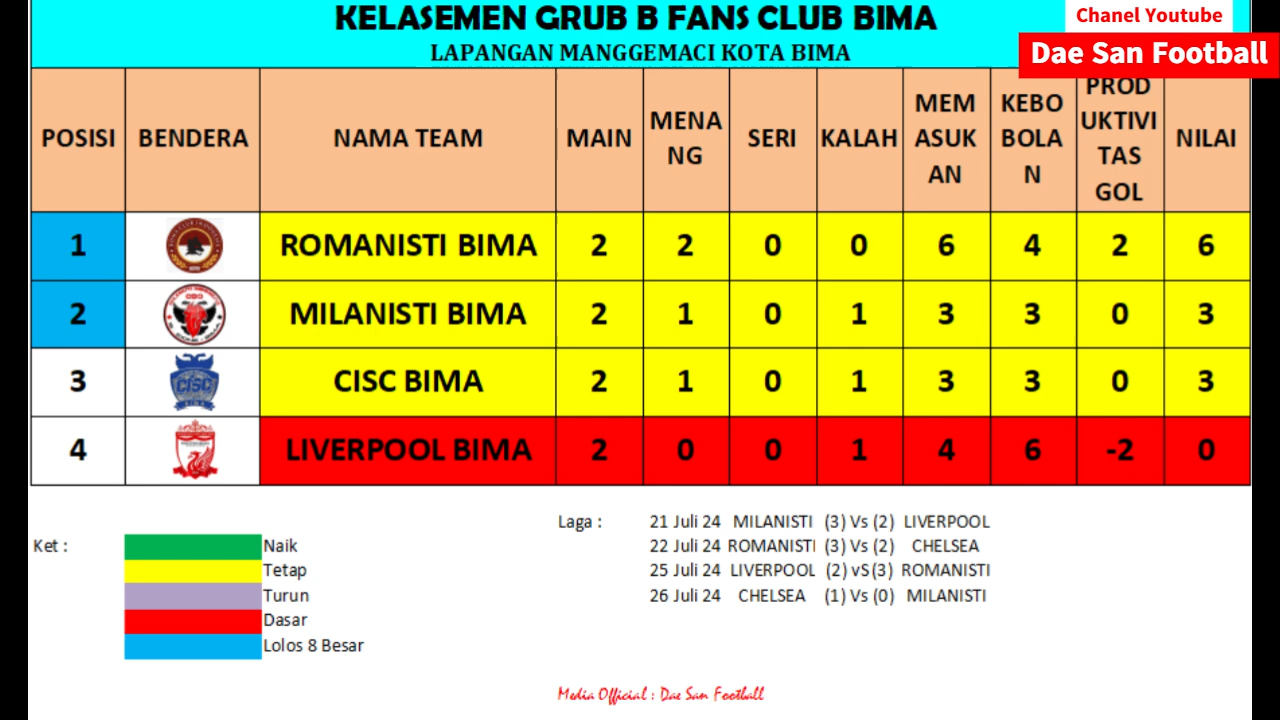 KELASEMEN GRUB B FANS CLUB BIMA
Chanel Youtube
LAPANGAN MANGGEMACI KOTA BIMA
Dae San Football
POSISI BENDERA NAMA TEAM MAIN MENA NG SERI KALAH MEM ASUK AN KEBO BOLA N PROD UKTIVI TAS GOL NILAI
1 ROMANISTI BIMA 2 2 0 0 6 4 2 6
2 MILANISTI BIMA 2 1 0 1 3 3 0 3
3 CISC CISC BIMA 2 1 0 1 3 3 0 3
4 LIVERPOOL BIMA 2 0 0 1 4 6 -2 0
Laga : 21 Juli 24 MILANISTI (3) Vs (2) LIVERPOOL
Ket : Naik 22 Juli 24 ROMANISTI (3) Vs (2) CHELSEA
Tetap 25 Juli 24 LIVERPOOL (2) vS (3) ROMANISTI
Turun 26 Juli 24 CHELSEA (1) Vs (0) MILANISTI
Dasar
Lolos 8 Besar
Media Official : Dae San Football